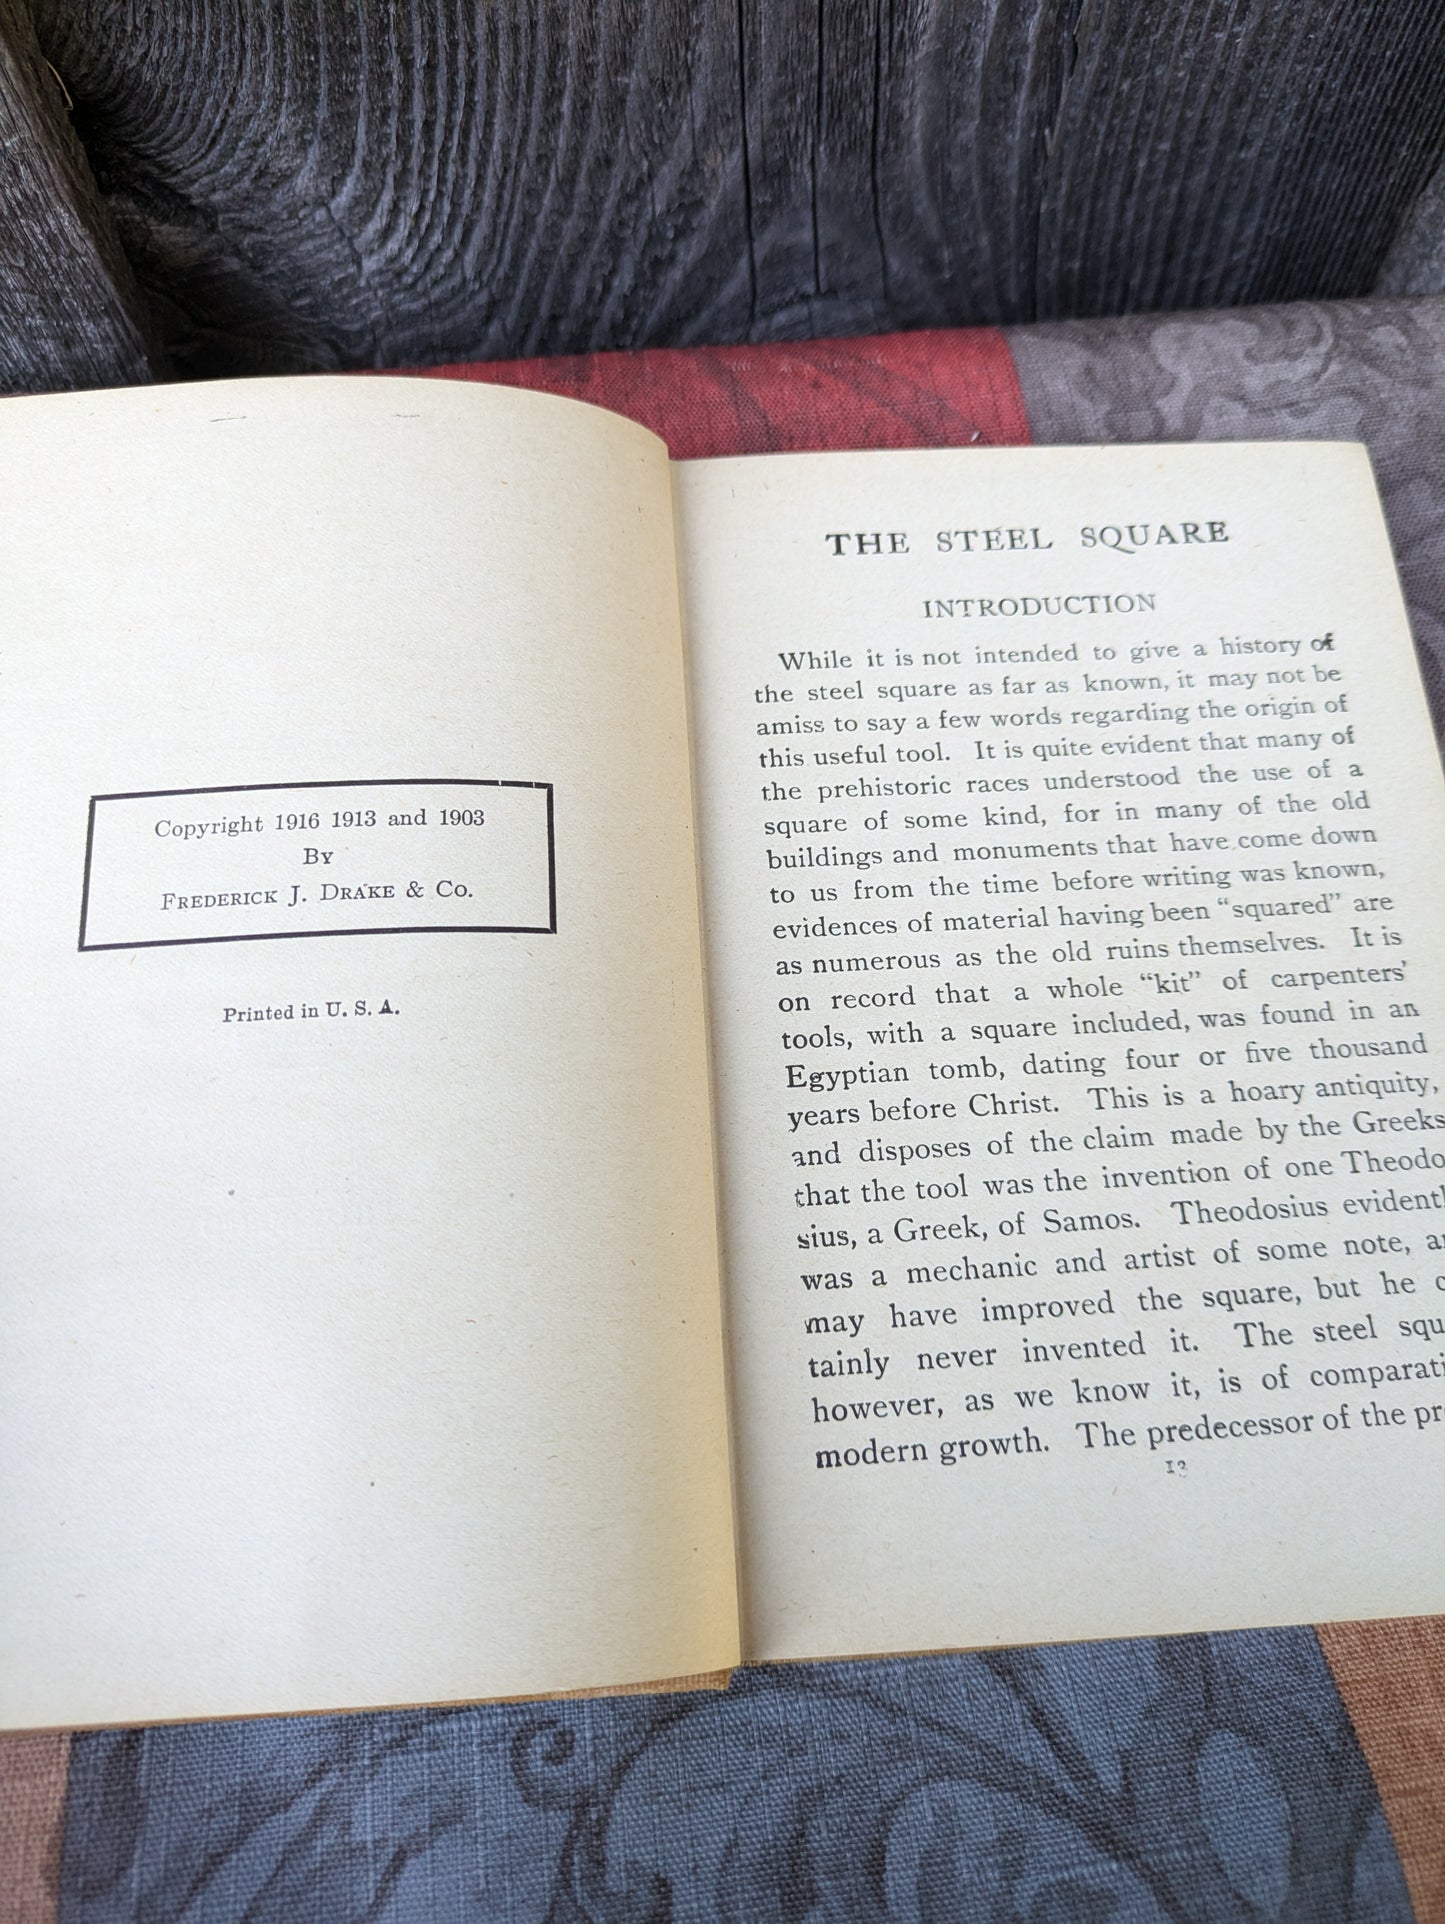 Copyright 1916 1913 and 1903
By
Frederick J. Drake & Co.
Printed in U. S. A.
THE STEEL SQUARE
INTRODUCTION
While it is not intended to give a history of
the steel square as far as known, it may not be
amiss to say a few words regarding the origin of
this useful tool. It is quite evident that many of
the prehistoric races understood the use of a
square of some kind, for in many of the old
buildings and monuments that have come down
to us from the time before writing was known,
evidences of material having been “squared” are
as numerous as the old ruins themselves. It is
on record that a whole “kit” of carpenters’
tools, with a square included, was found in an
Egyptian tomb, dating four or five thousand
years before Christ. This is a hoary antiquity,
and disposes of the claim made by the Greeks
that the tool was the invention of one Theodo
sius, a Greek, of Samos. Theodosius evidentl
was a mechanic and artist of some note, a
may have improved the square, but he c
tainly never invented it. The steel squ
however, as we know it, is of comparati
modern growth. The predecessor of the pr